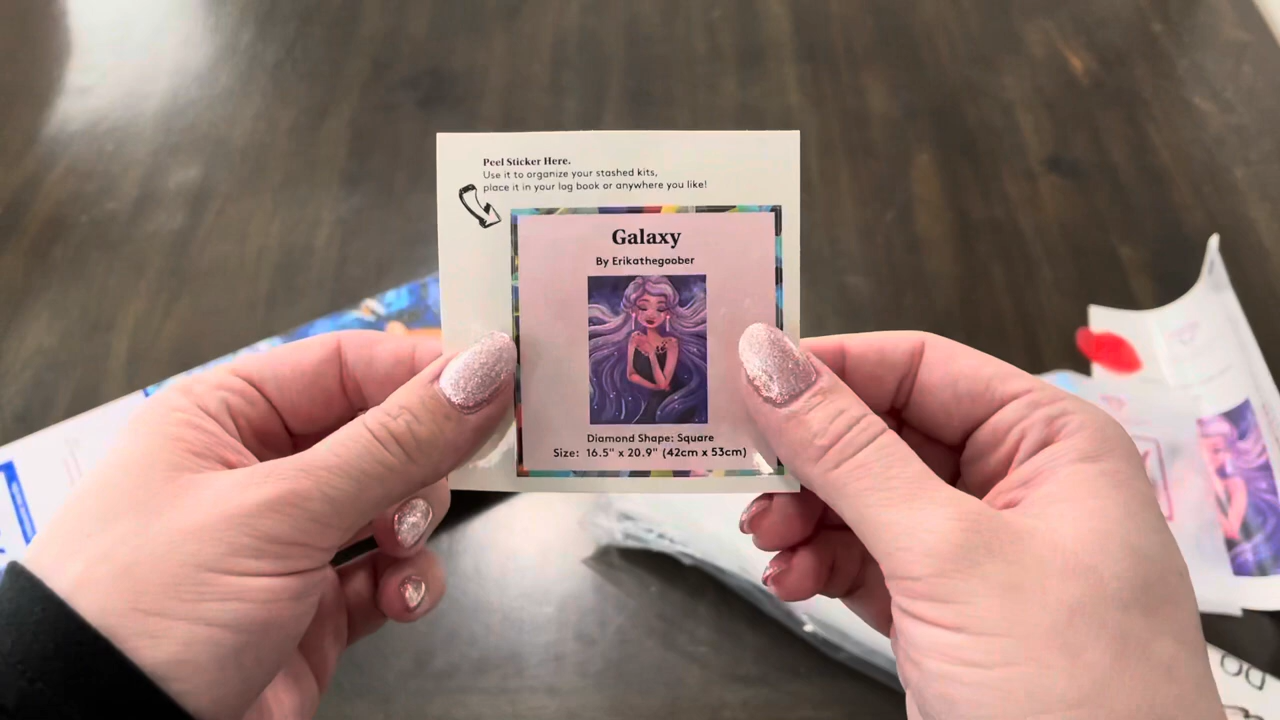 Peel Sticker Here.
Use it to organize your stashed kits,
place it in your log book or anywhere you like!
Galaxy
By Erikathegoober
Diamond Shape: Square
Size: 16.5" x 20.9" (42cm x 53cm)